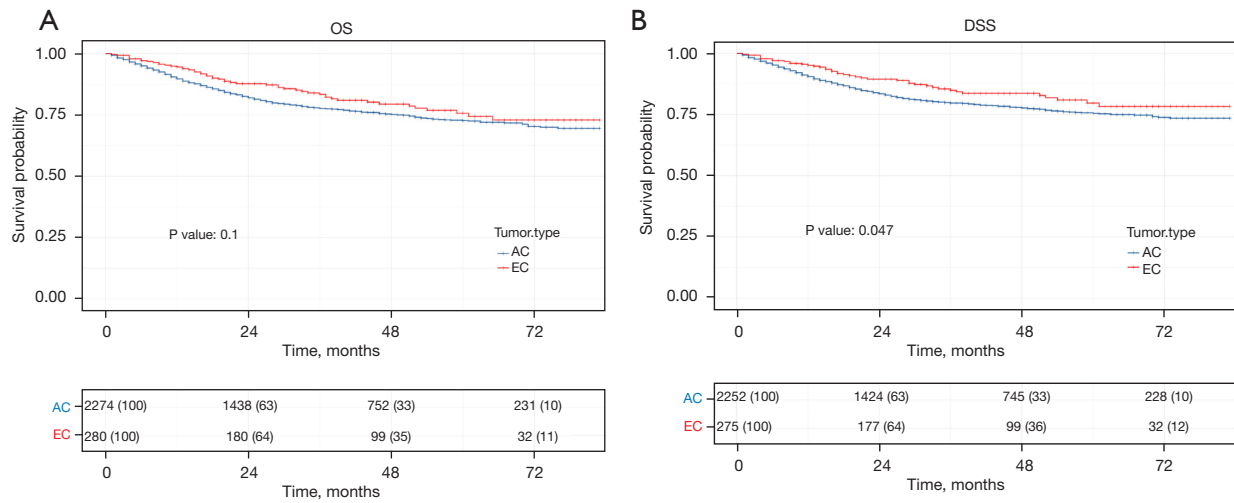 A
OS
1.00
0.75
0.50
0.25
0.00
Survival probability
P value: 0.1
Tumor.type
AC
EC
0 24 48 72
Time, months
AC 2274 (100) 1438 (63) 752 (33) 231 (10)
EC 280 (100) 180 (64) 99 (35) 32 (11)
0 24 48 72
Time, months
B
DSS
1.00
0.75
0.50
0.25
0.00
Survival probability
P value: 0.047
Tumor.type
AC
EC
0 24 48 72
Time, months
AC 2252 (100) 1424 (63) 745 (33) 228 (10)
EC 275 (100) 177 (64) 99 (36) 32 (12)
0 24 48 72
Time, months